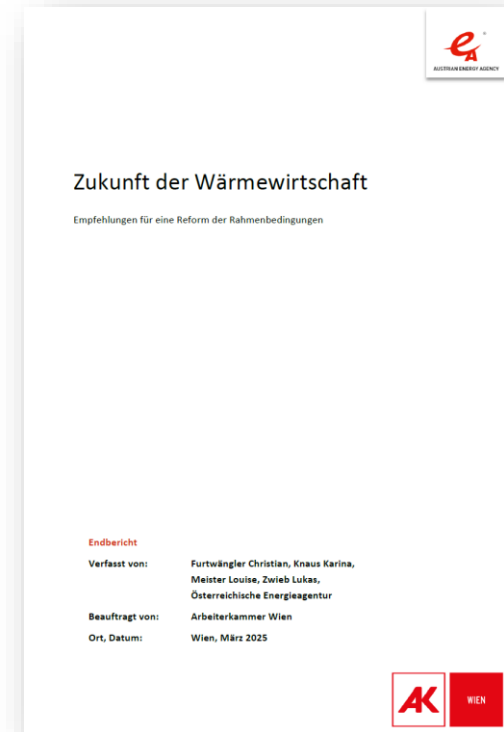 AUSTRIAN ENERGY AGENCY
Zukunft der Wärmewirtschaft
Empfehlungen für eine Reform der Rahmenbedingungen
Endbericht
Verfasst von: Furtwängler Christian, Knaus Karina,
Meister Louise, Zwieb Lukas,
Österreichische Energieagentur
Beauftragt von: Arbeiterkammer Wien
Ort, Datum: Wien, März 2025
AK WIEN